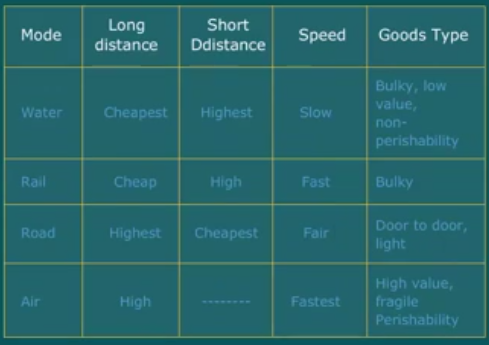 Mode Long distance Short Ddistance Speed Goods Type
Water Cheapest Highest Slow Bulky, low value, non-perishability
Rail Cheap High Fast Bulky
Road Highest Cheapest Fair Door to door, light
Air High -------- Fastest High value, fragile Perishability